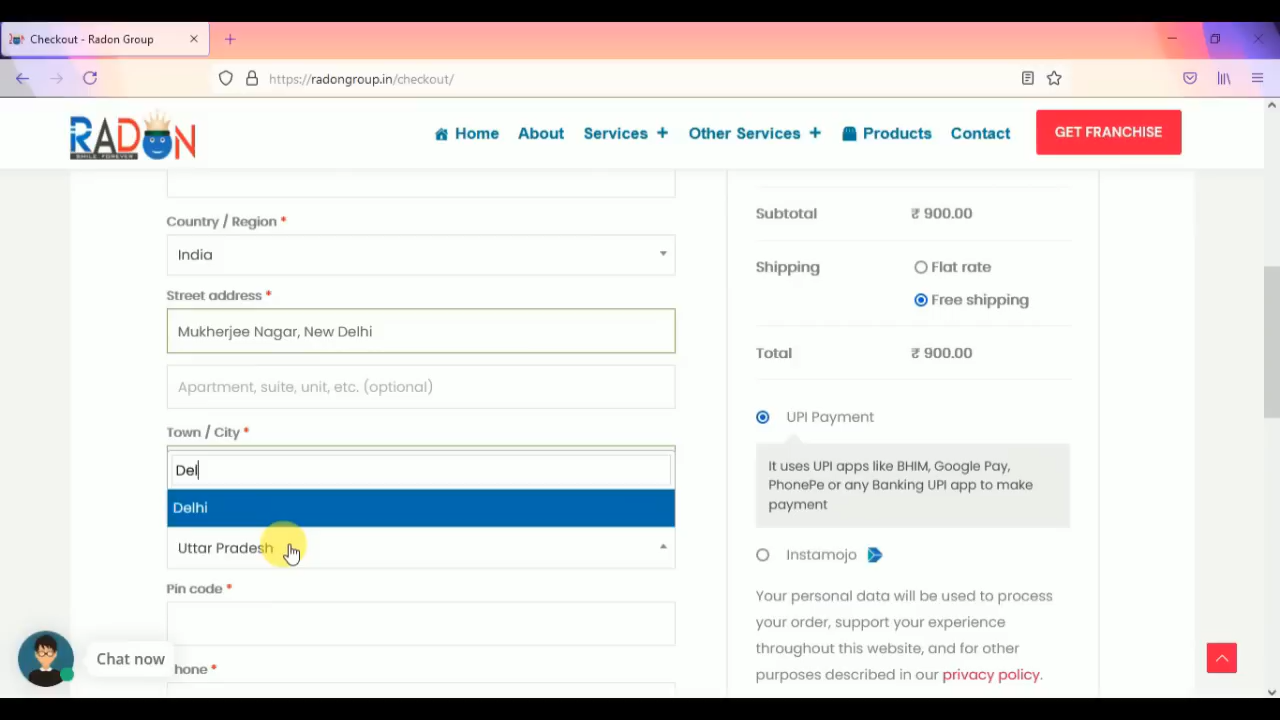 Checkout - Radon Group
https://radongroup.in/checkout/
RADON
SMILE FOREVER
Home
About
Services +
Other Services +
Products
Contact
GET FRANCHISE
Country / Region *
India
Street address *
Mukherjee Nagar, New Delhi
Apartment, suite, unit, etc. (optional)
Town / City *
Del
Delhi
Uttar Pradesh
Pin code *
hone *
Chat now
Subtotal ₹ 900.00
Shipping
Flat rate
Free shipping
Total ₹ 900.00
UPI Payment
It uses UPI apps like BHIM, Google Pay,
PhonePe or any Banking UPI app to make
payment
Instamojo
Your personal data will be used to process
your order, support your experience
throughout this website, and for other
purposes described in our privacy policy.